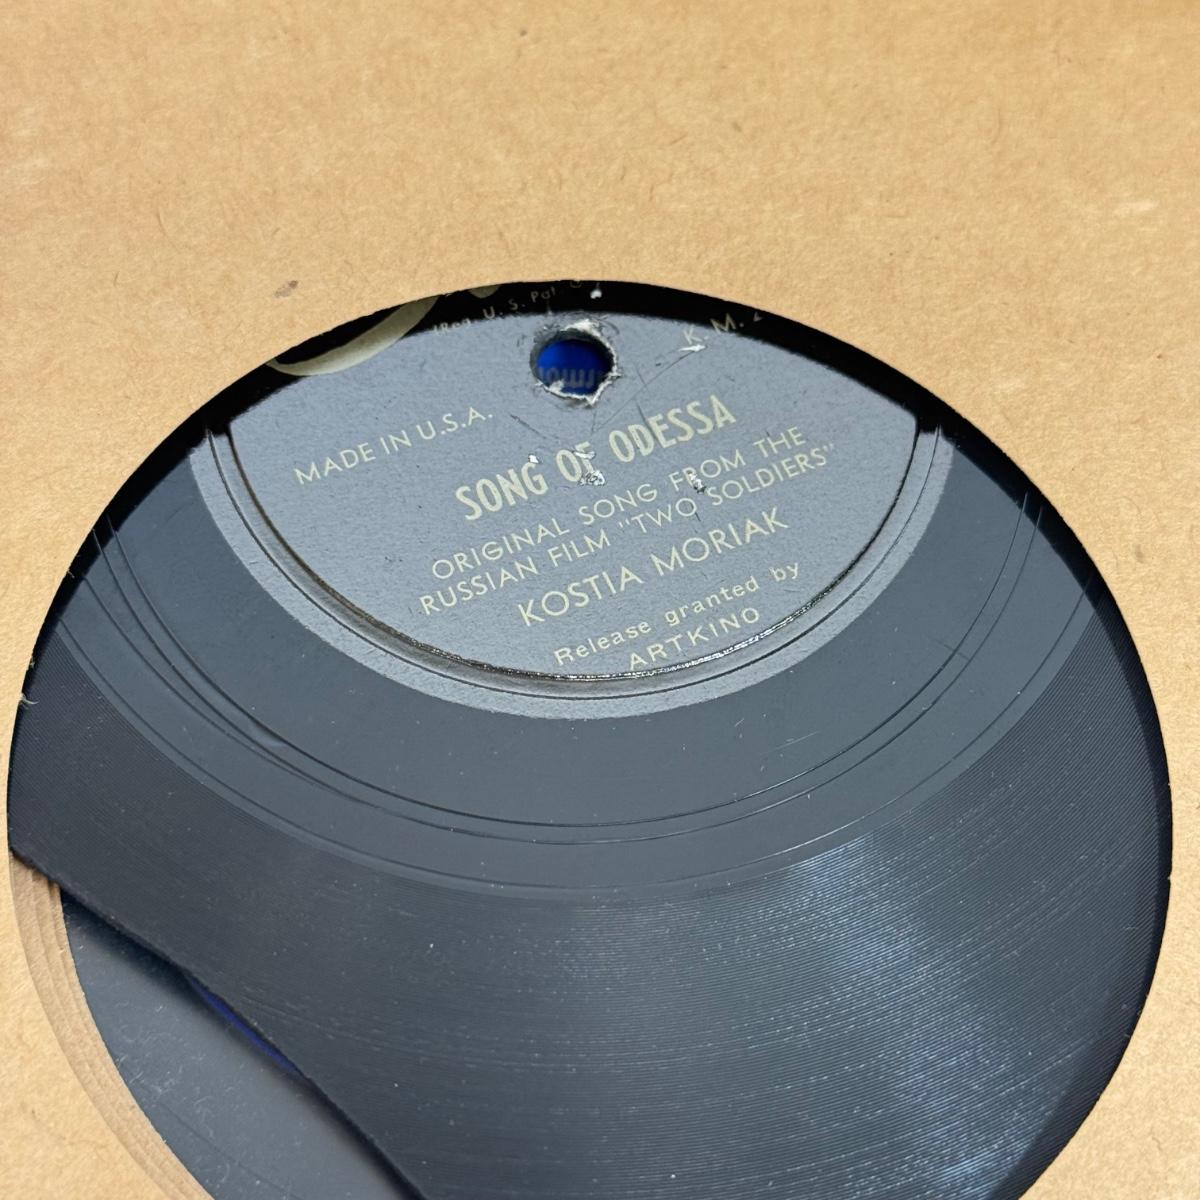 U. S. Pat.
K. M.
MADE IN U.S.A.
SONG OF ODESSA
ORIGINAL SONG FROM THE
RUSSIAN FILM "TWO SOLDIERS"
KOSTIA MORIAK
Release granted by
ARTKINO